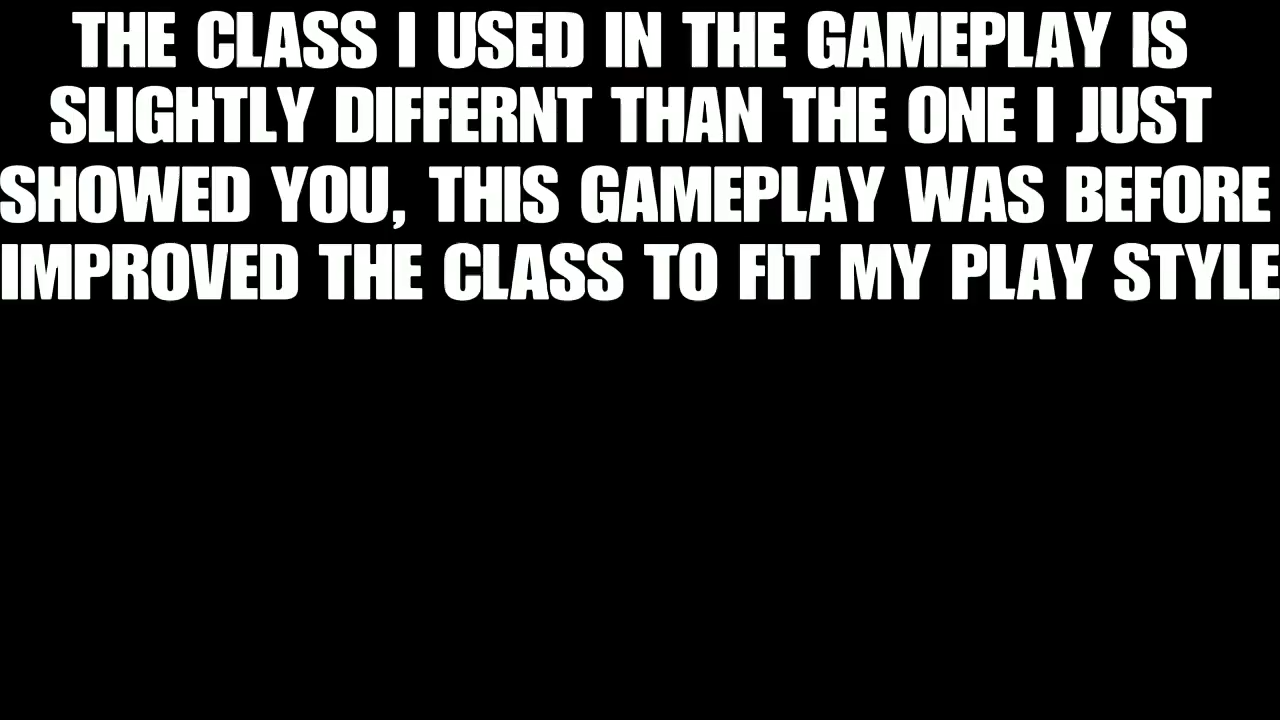 THE CLASS I USED IN THE GAMEPLAY IS
SLIGHTLY DIFFERNT THAN THE ONE I JUST
SHOWED YOU, THIS GAMEPLAY WAS BEFORE
IMPROVED THE CLASS TO FIT MY PLAY STYLE